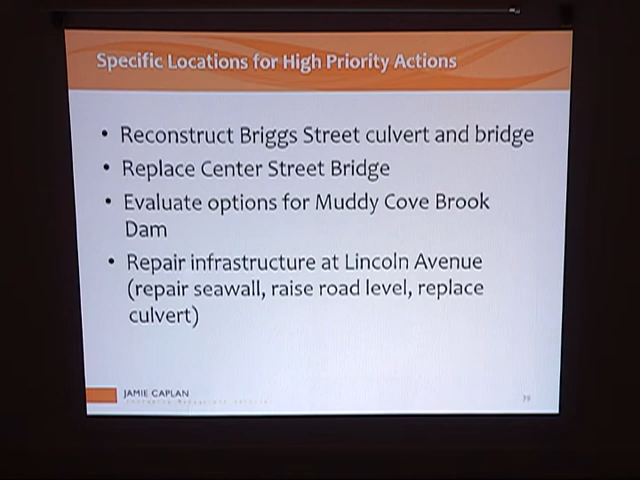 Specific Locations for High Priority Actions
• Reconstruct Briggs Street culvert and bridge
• Replace Center Street Bridge
• Evaluate options for Muddy Cove Brook
Dam
• Repair infrastructure at Lincoln Avenue
(repair seawall, raise road level, replace
culvert)
JAMIE CAPLAN